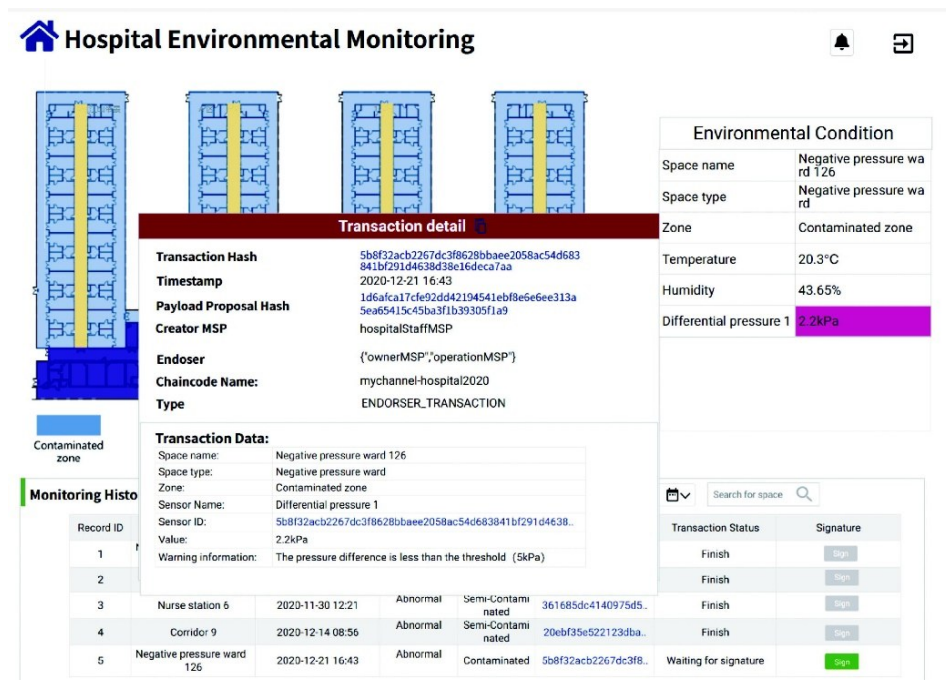 Hospital Environmental Monitoring
Environmental Condition
Space name
Negative pressure wa
rd 126
Space type
Negative pressure wa
rd
Zone
Contaminated zone
Temperature
20.3°C
Humidity
43.65%
Differential pressure 1
2.2kPa
Transaction detail
Transaction Hash
5b8f32acb2267dc3f8628bbaee2058ac54d683
841bf291d4638d38e16deca7aa
Timestamp
2020-12-21 16:43
Payload Proposal Hash
1d6afca17cfe92dd42194541ebf8e6e6ee313a
5ea65415c45ba3f1b39305f1a9
Creator MSP
hospitalStaffMSP
Endoser
{"ownerMSP","operationMSP"}
Chaincode Name:
mychannel-hospital2020
Type
ENDORSER_TRANSACTION
Transaction Data:
Space name:
Negative pressure ward 126
Space type:
Negative pressure ward
Zone:
Contaminated zone
Sensor Name:
Differential pressure 1
Sensor ID:
5b8f32acb2267dc3f8628bbaee2058ac54d683841bf291d4638..
Value:
2.2kPa
Warning information:
The pressure difference is less than the threshold (5kPa)
Contaminated
zone
Monitoring Histo
Search for space
Record ID
Transaction Status
Signature
1
Finish
Sign
2
Finish
Sign
3
Nurse station 6
2020-11-30 12:21
Abnormal
Semi-Contami
nated
361685dc4140975d5..
Finish
Sign
4
Corridor 9
2020-12-14 08:56
Abnormal
Semi-Contami
nated
20ebf35e522123dba..
Finish
Sign
5
Negative pressure ward
126
2020-12-21 16:43
Abnormal
Contaminated
5b8f32acb2267dc3f8..
Waiting for signature
Sign